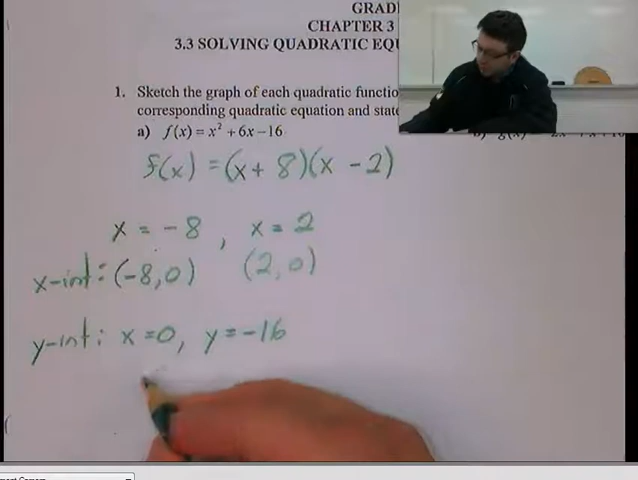 GRAD
CHAPTER 3
3.3 SOLVING QUADRATIC EQU
1. Sketch the graph of each quadratic functio
corresponding quadratic equation and state
a) f(x) = x² + 6x - 16
f(x) = (x + 8)(x - 2)
x = -8 , x = 2
x-int: (-8, 0) (2, 0)
y-int: x = 0, y = -16